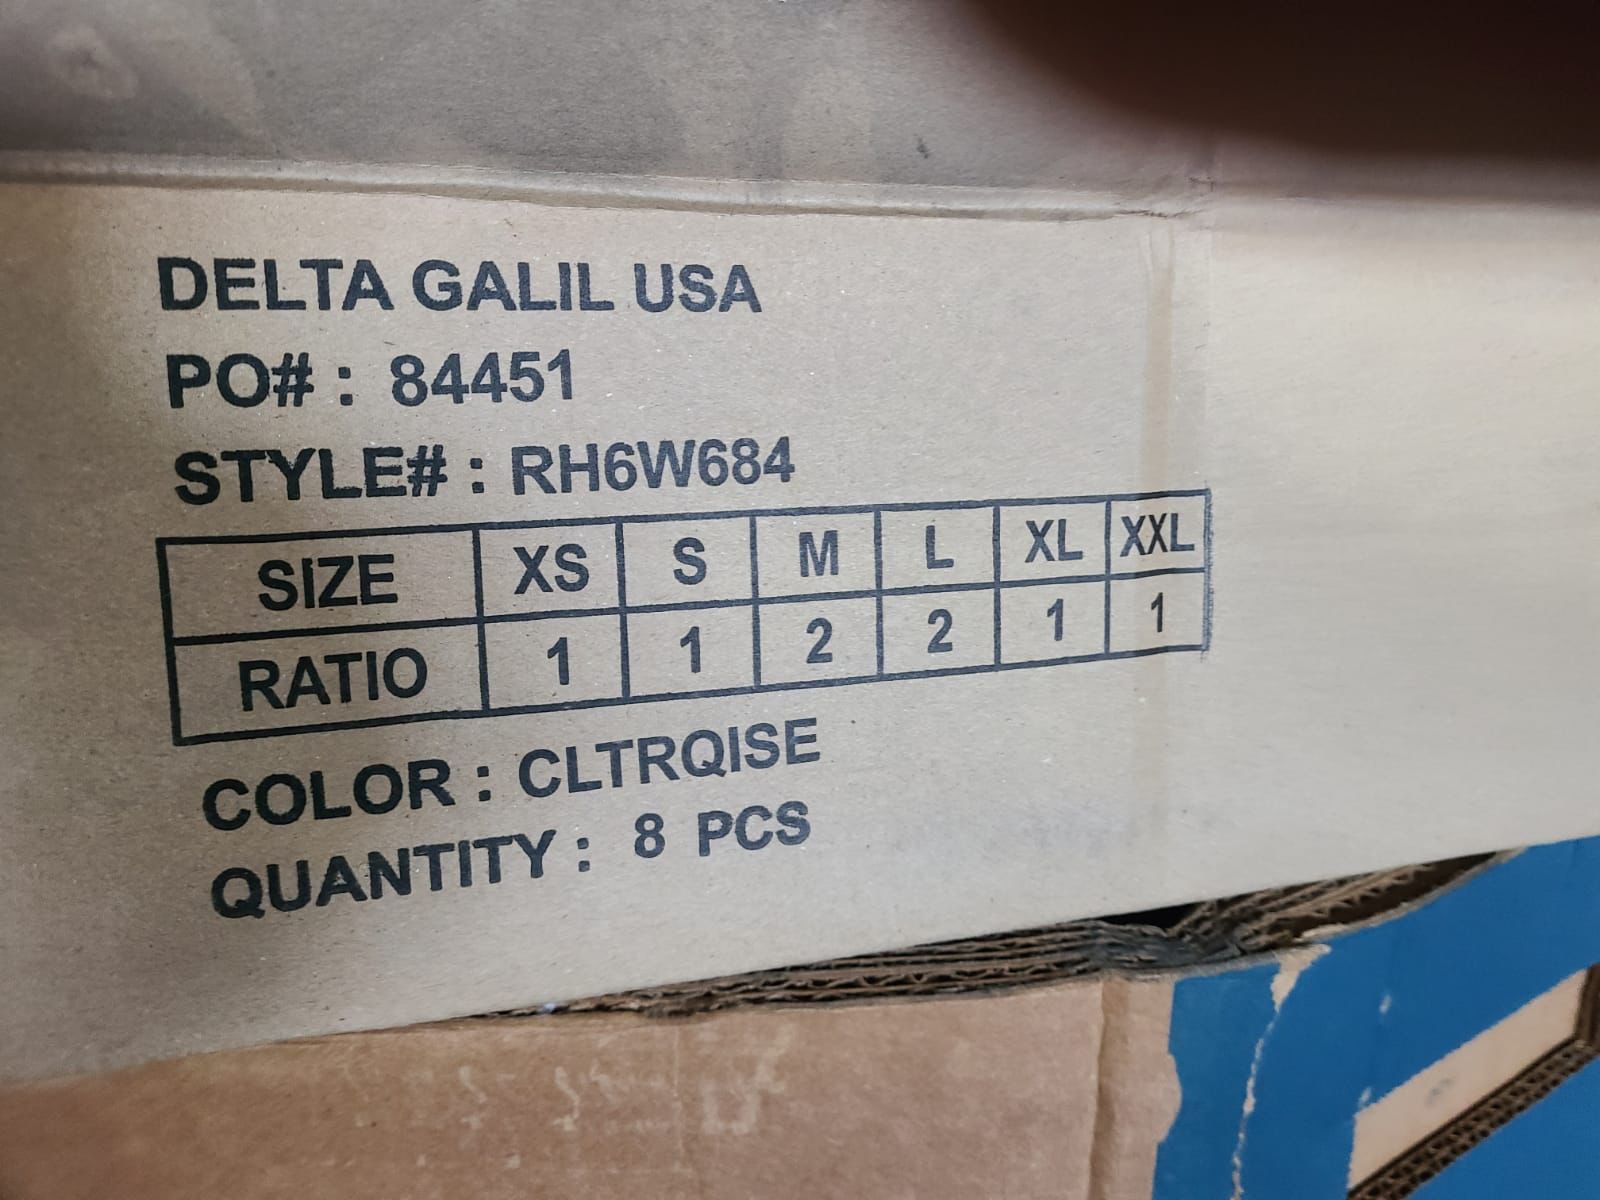 DELTA GALIL USA
PO# : 84451
STYLE# : RH6W684
SIZE XS S M L XL XXL
RATIO 1 1 2 2 1 1
COLOR : CLTRQISE
QUANTITY : 8 PCS